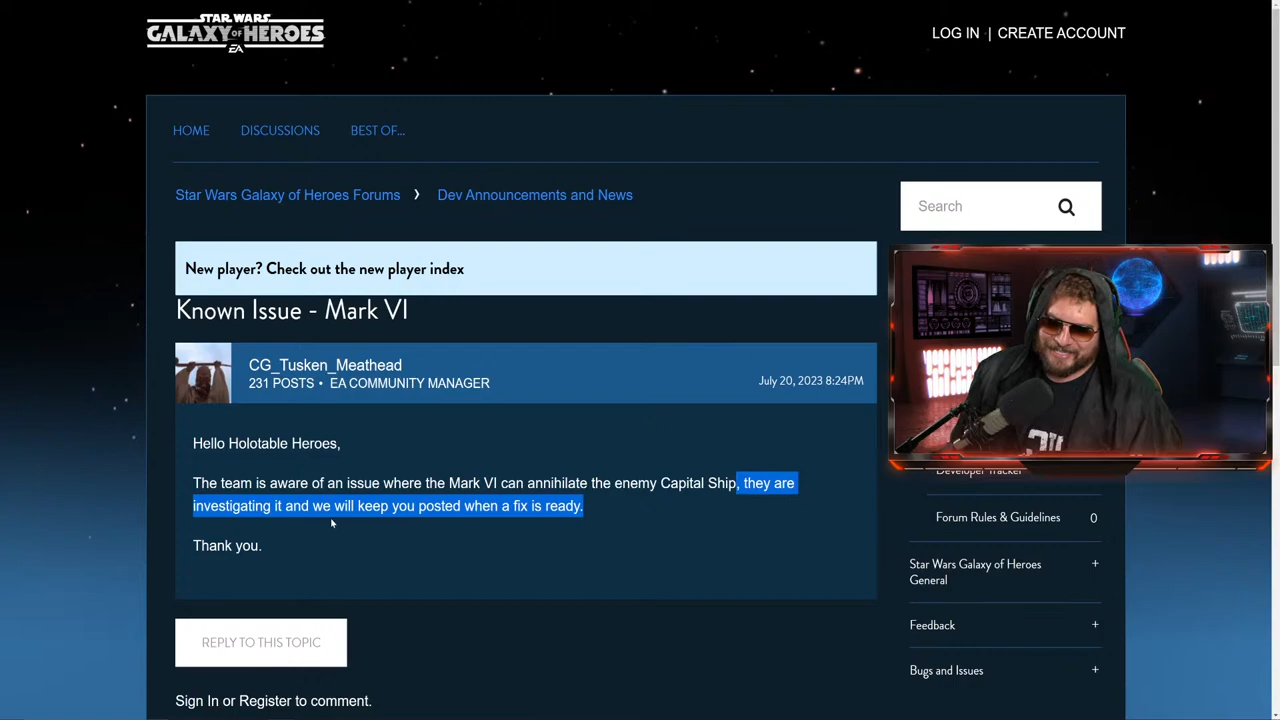 STAR WARS
GALAXY OF HEROES
EA
LOG IN | CREATE ACCOUNT
HOME DISCUSSIONS BEST OF...
Star Wars Galaxy of Heroes Forums › Dev Announcements and News
Search
New player? Check out the new player index
Known Issue - Mark VI
CG_Tusken_Meathead
231 POSTS • EA COMMUNITY MANAGER
July 20, 2023 8:24PM
Hello Holotable Heroes,
The team is aware of an issue where the Mark VI can annihilate the enemy Capital Ship, they are
investigating it and we will keep you posted when a fix is ready.
Thank you.
REPLY TO THIS TOPIC
Sign In or Register to comment.
Developer Tracker
Forum Rules & Guidelines 0
Star Wars Galaxy of Heroes +
General
Feedback +
Bugs and Issues +